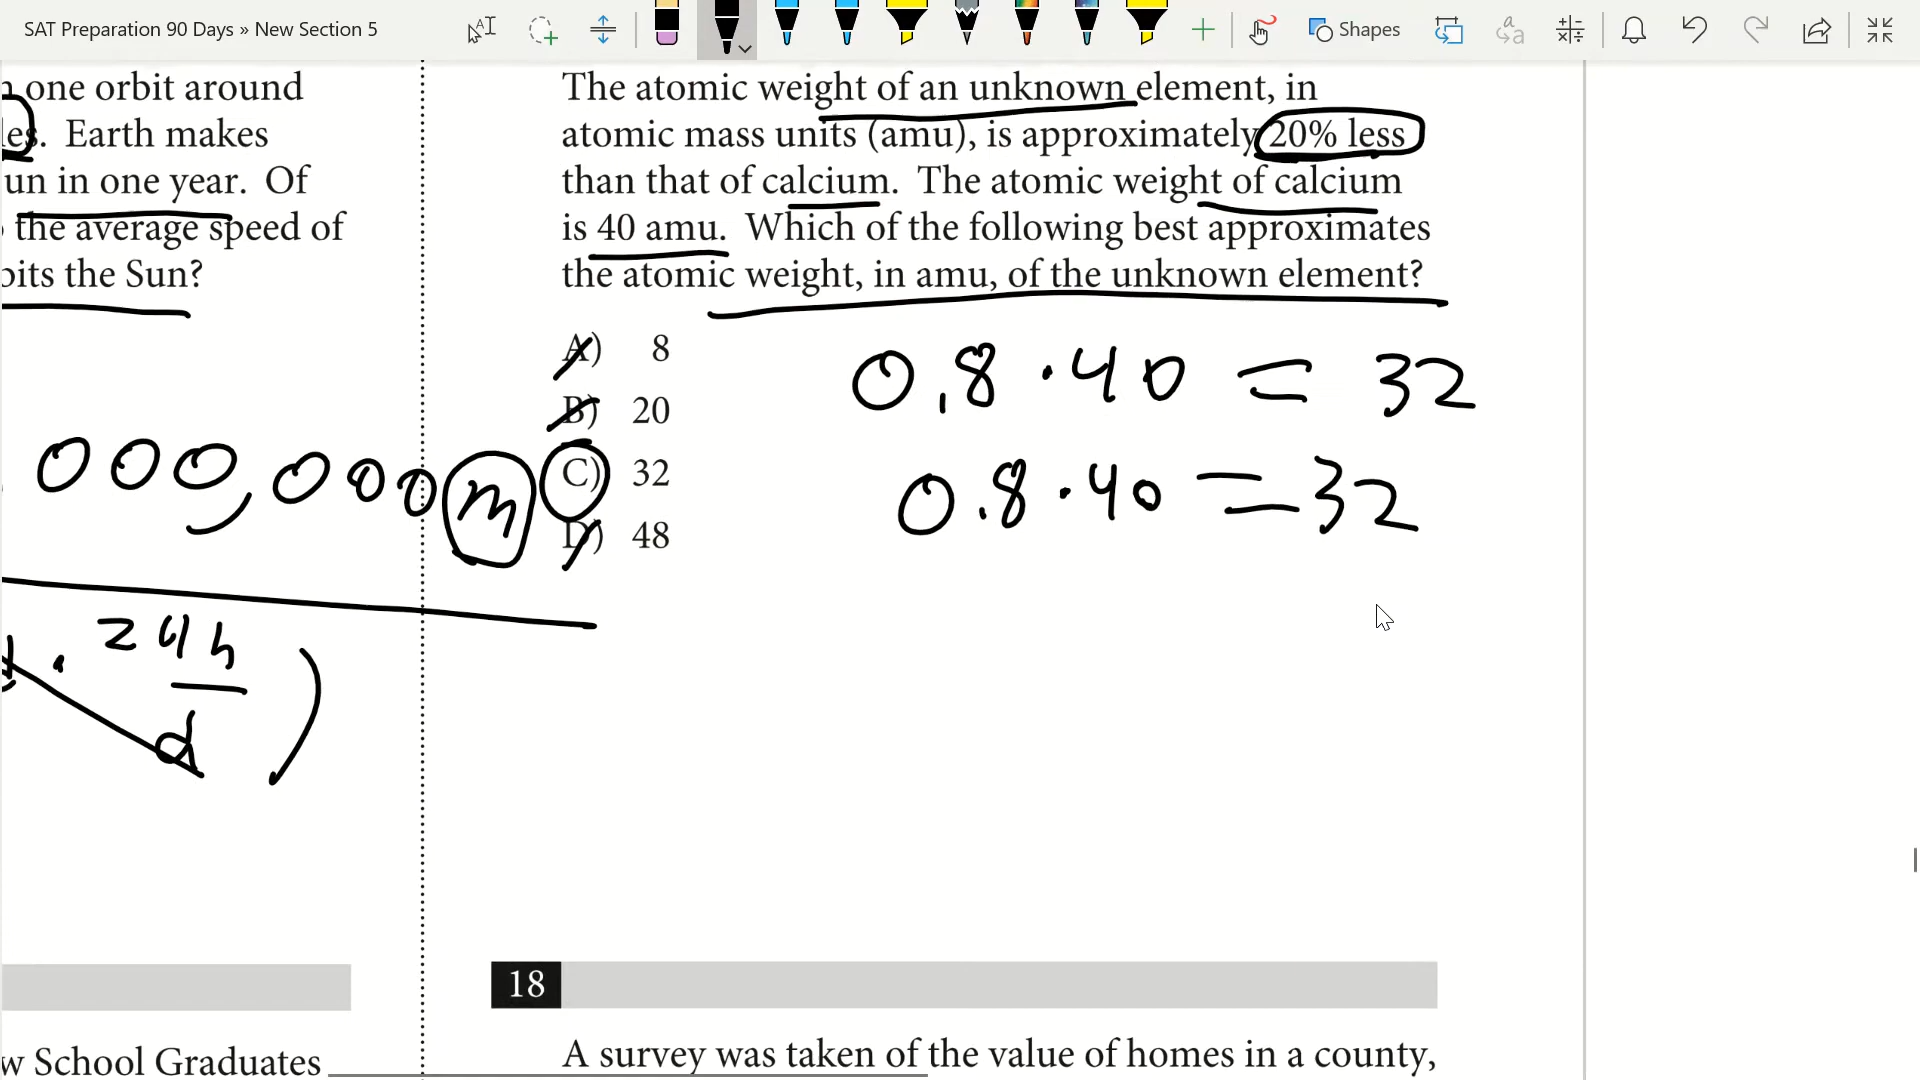 SAT Preparation 90 Days » New Section 5
Shapes
one orbit around
les. Earth makes
un in one year. Of
the average speed of
bits the Sun?
000,000 m
. 24h
d )
w School Graduates
The atomic weight of an unknown element, in
atomic mass units (amu), is approximately 20% less
than that of calcium. The atomic weight of calcium
is 40 amu. Which of the following best approximates
the atomic weight, in amu, of the unknown element?
A) 8
B) 20
C) 32
D) 48
0,8 · 40 = 32
0.8 · 40 = 32
18
A survey was taken of the value of homes in a county,